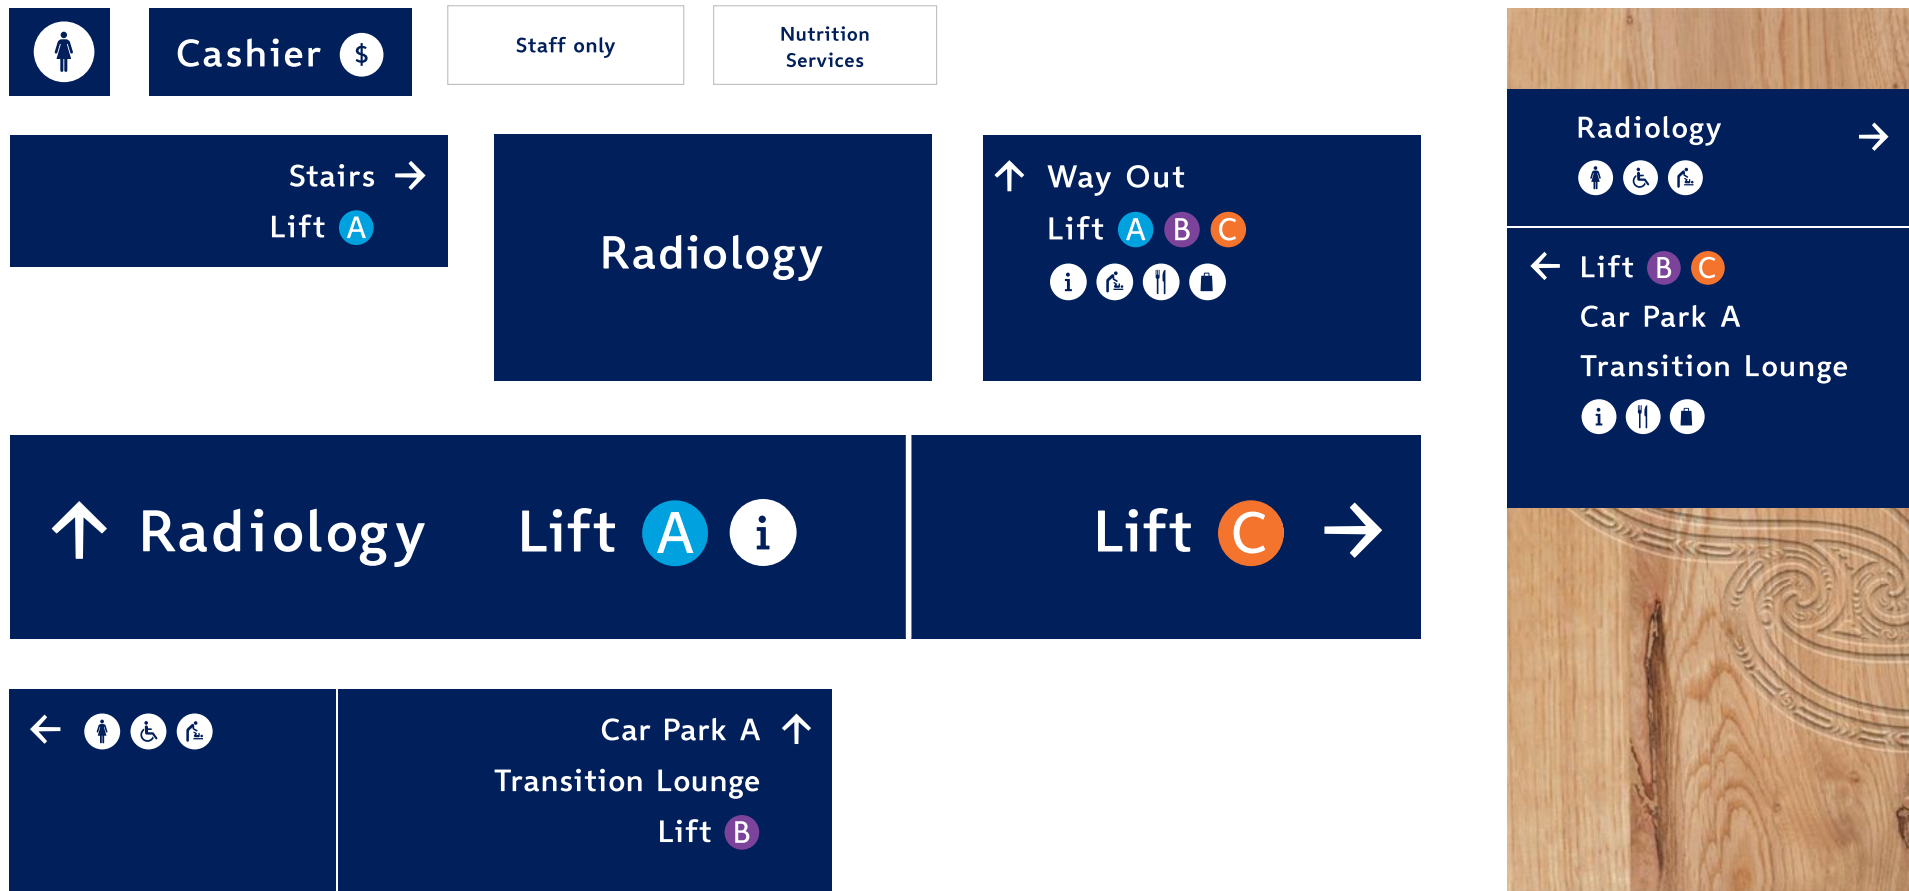 Cashier $
Staff only
Nutrition
Services
Stairs →
Lift A
Radiology
↑ Way Out
Lift A B C
i
Radiology →
← Lift B C
Car Park A
Transition Lounge
i
↑ Radiology Lift A i
Lift C →
←
Car Park A ↑
Transition Lounge
Lift B